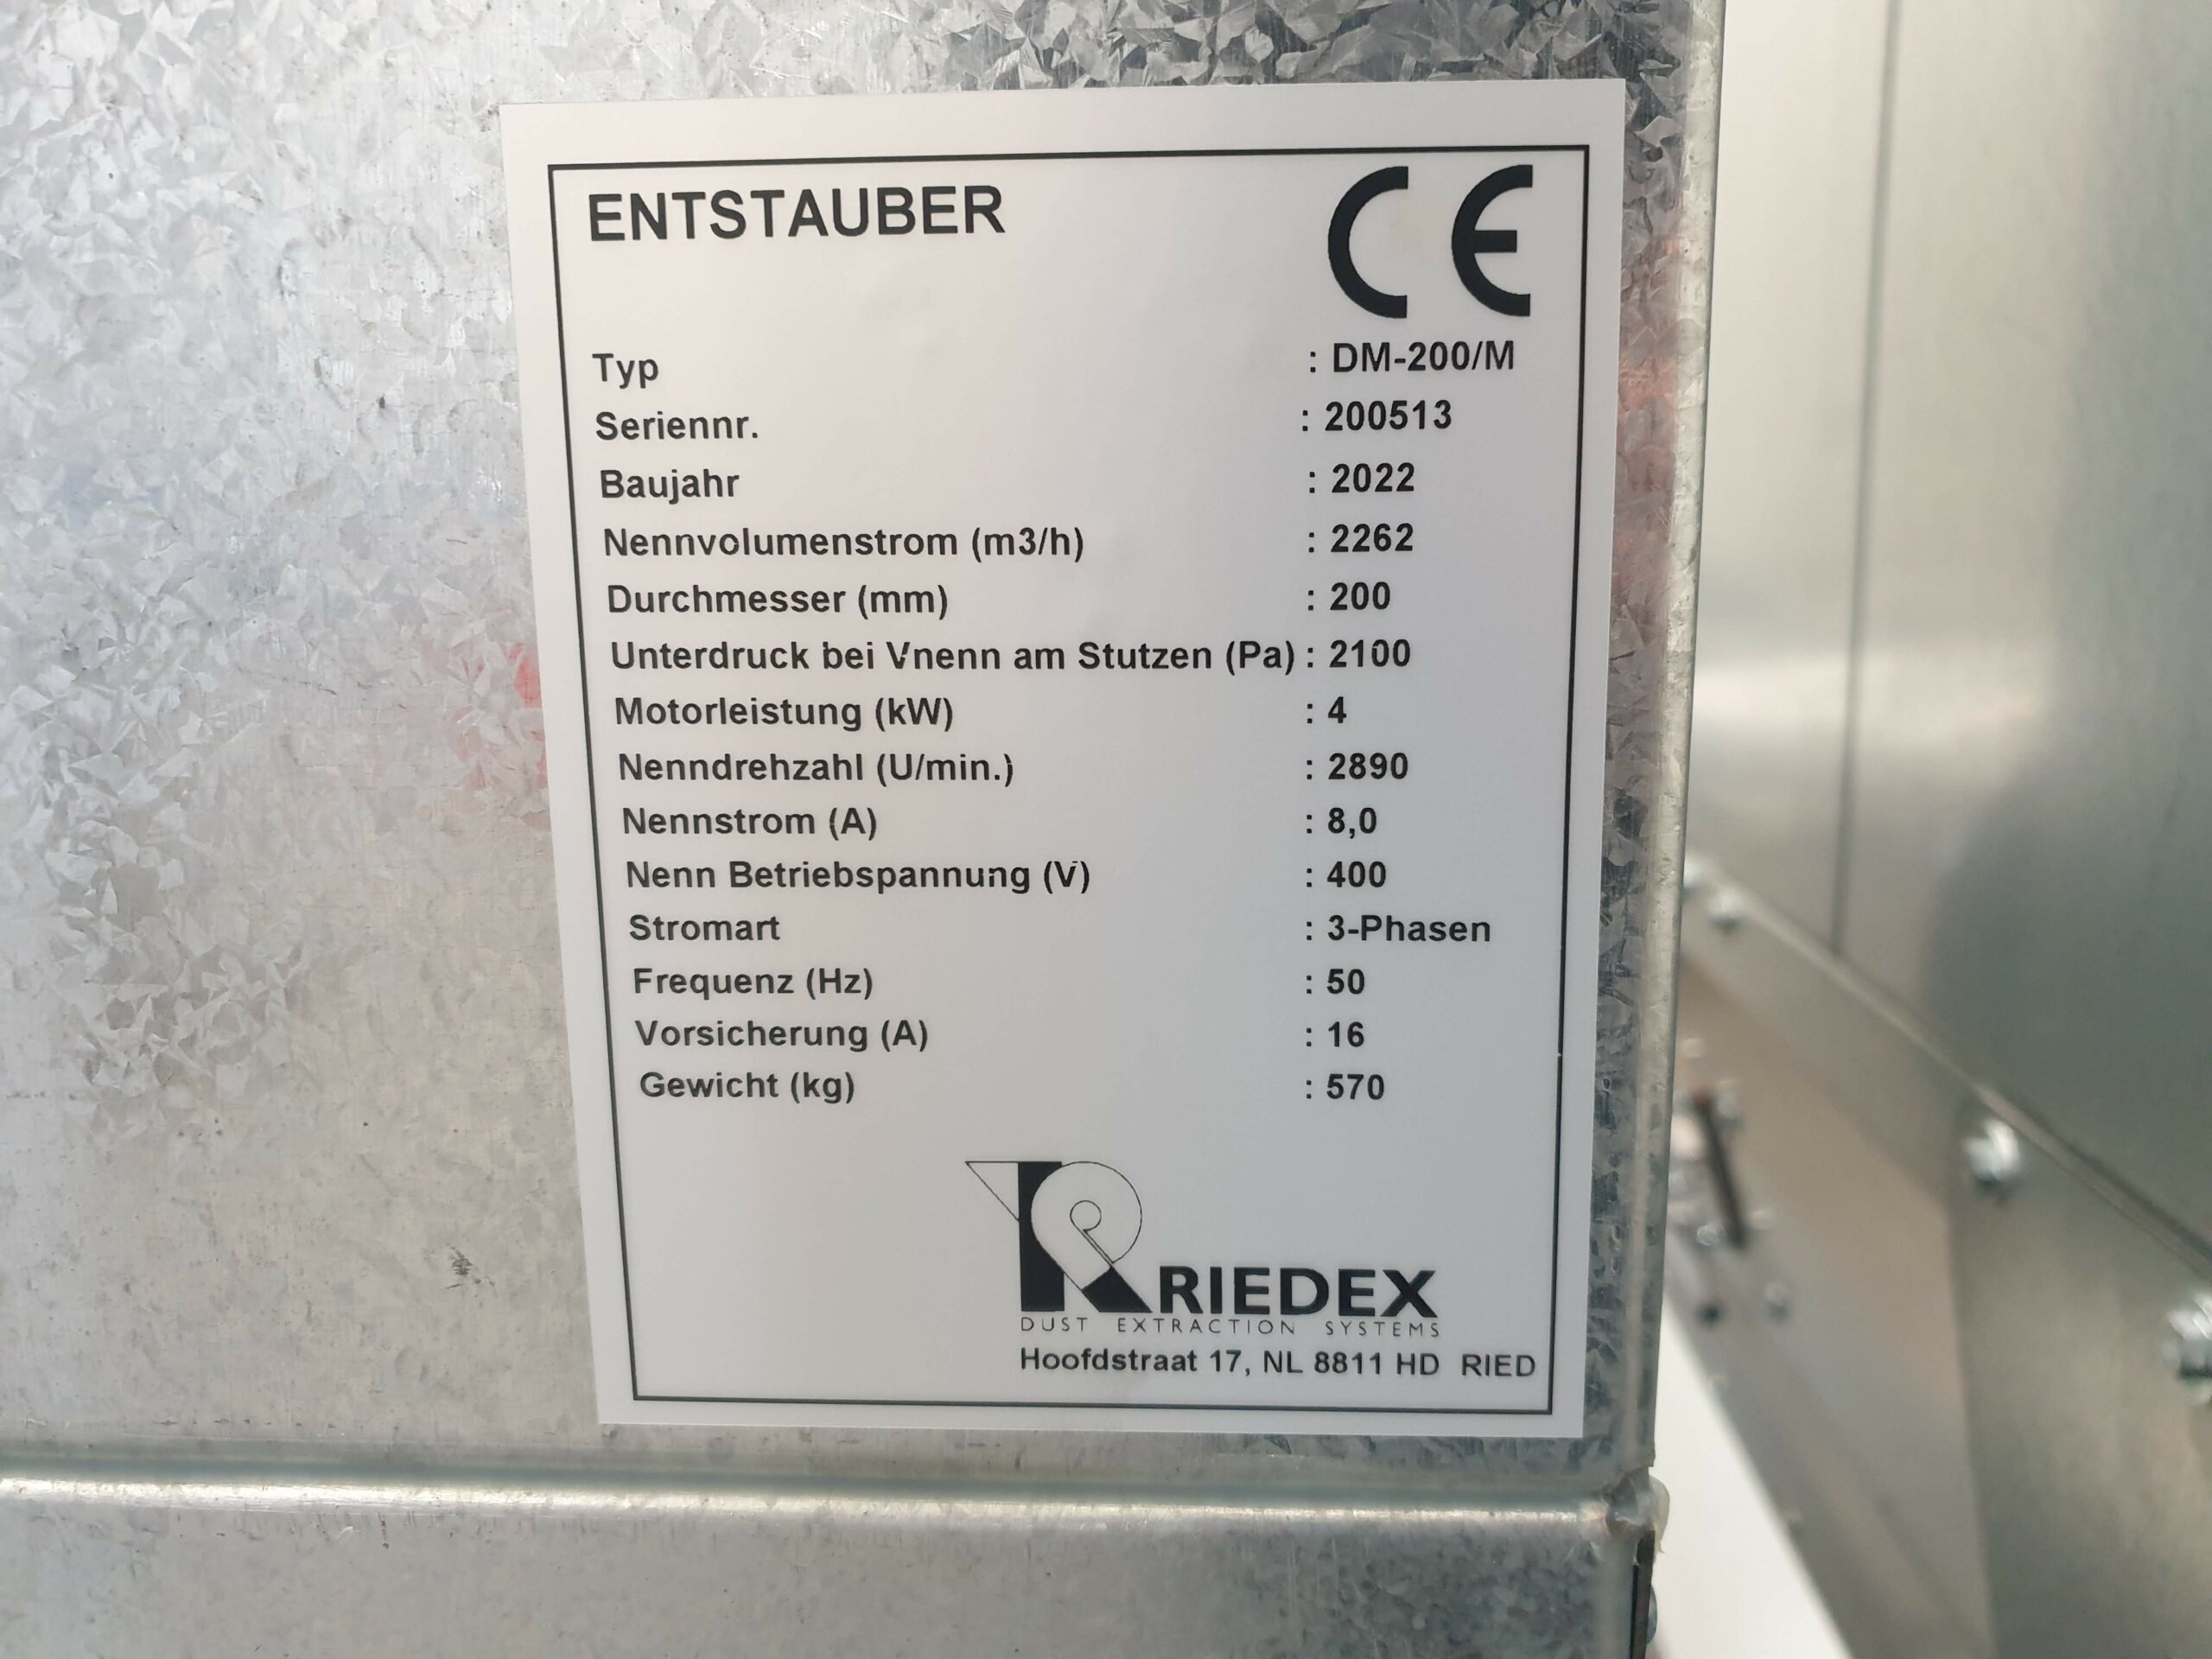 ENTSTAUBER
CE
Typ : DM-200/M
Seriennr. : 200513
Baujahr : 2022
Nennvolumenstrom (m3/h) : 2262
Durchmesser (mm) : 200
Unterdruck bei Vnenn am Stutzen (Pa) : 2100
Motorleistung (kW) : 4
Nenndrehzahl (U/min.) : 2890
Nennstrom (A) : 8,0
Nenn Betriebspannung (V) : 400
Stromart : 3-Phasen
Frequenz (Hz) : 50
Vorsicherung (A) : 16
Gewicht (kg) : 570
RIEDEX
DUST EXTRACTION SYSTEMS
Hoofdstraat 17, NL 8811 HD RIED